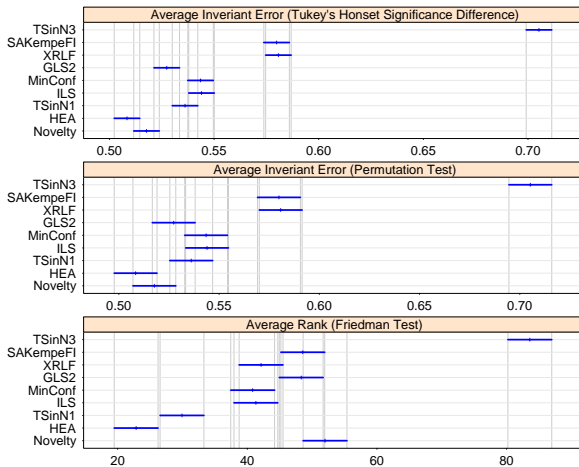 Average Inveriant Error (Tukey's Honset Significance Difference)
TSinN3
SAKempeFI
XRLF
GLS2
MinConf
ILS
TSinN1
HEA
Novelty
0.50 0.55 0.60 0.65 0.70
Average Invariant Error (Permutation Test)
TSinN3
SAKempeFI
XRLF
GLS2
MinConf
ILS
TSinN1
HEA
Novelty
0.50 0.55 0.60 0.65 0.70
Average Rank (Friedman Test)
TSinN3
SAKempeFI
XRLF
GLS2
MinConf
ILS
TSinN1
HEA
Novelty
20 40 60 80